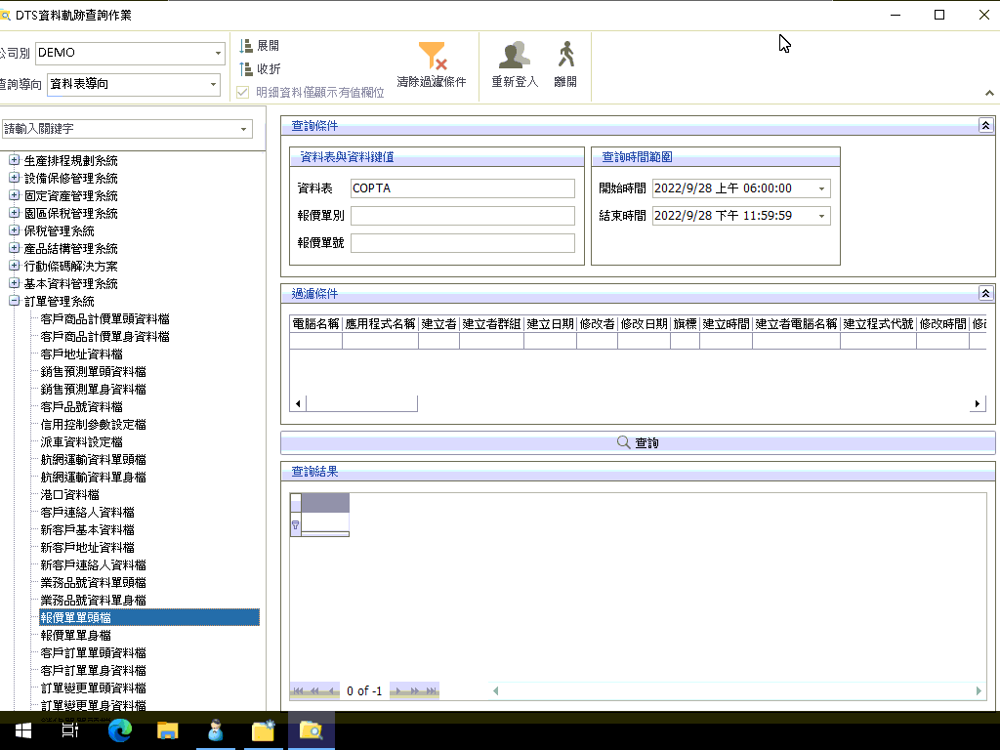 DTS資料軌跡查詢作業
公司別 DEMO
查詢導向 資料表導向
展開
收折
明細資料僅顯示有值欄位
清除過濾條件
重新登入
離開
請輸入關鍵字
生產排程規劃系統
設備保修管理系統
固定資產管理系統
園區保稅管理系統
保稅管理系統
產品結構管理系統
行動條碼解決方案
基本資料管理系統
訂單管理系統
客戶商品計價單頭資料檔
客戶商品計價單身資料檔
客戶地址資料檔
銷售預測單頭資料檔
銷售預測單身資料檔
客戶品號資料檔
信用控制參數設定檔
派車資料設定檔
航網運輸資料單頭檔
航網運輸資料單身檔
港口資料檔
客戶連絡人資料檔
新客戶基本資料檔
新客戶地址資料檔
新客戶連絡人資料檔
業務品號資料單頭檔
業務品號資料單身檔
報價單單頭檔
報價單單身檔
客戶訂單單頭資料檔
客戶訂單單身資料檔
訂單變更單頭資料檔
訂單變更單身資料檔
查詢條件
資料表與資料鍵值
資料表 COPTA
報價單別
報價單號
查詢時間範圍
開始時間 2022/9/28 上午 06:00:00
結束時間 2022/9/28 下午 11:59:59
過濾條件
電腦名稱 應用程式名稱 建立者 建立者群組 建立日期 修改者 修改日期 旗標 建立時間 建立者電腦名稱 建立程式代號 修改時間 修改
查詢
查詢結果
0 of -1